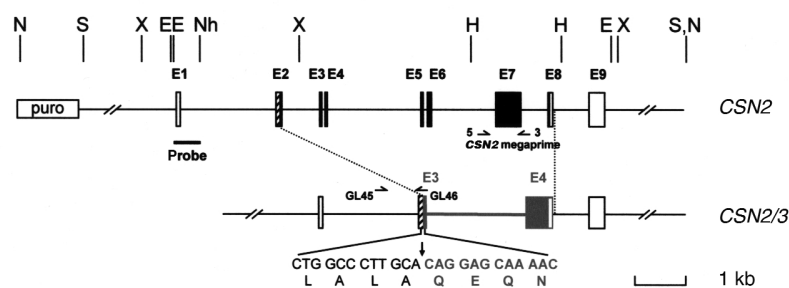 N S X EE Nh X H H E X S,N
E1 E2 E3 E4 E5 E6 E7 E8 E9
puro CSN2
Probe
5 3
CSN2 megaprime
E3 E4
GL45 GL46
CSN2/3
CTG GCC CTT GCA CAG GAG CAA AAC
L A L A Q E Q N
1 kb